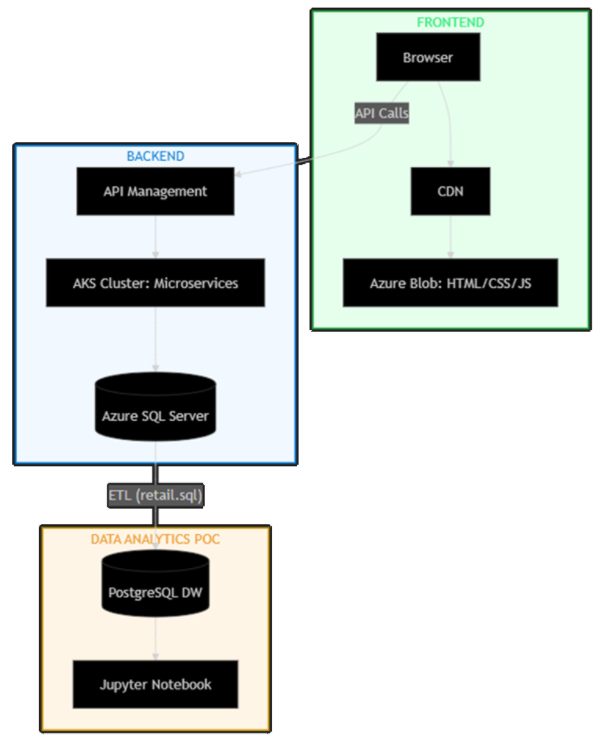 FRONTEND
Browser
API Calls
CDN
Azure Blob: HTML/CSS/JS
BACKEND
API Management
AKS Cluster: Microservices
Azure SQL Server
ETL (retail.sql)
DATA ANALYTICS POC
PostgreSQL DW
Jupyter Notebook